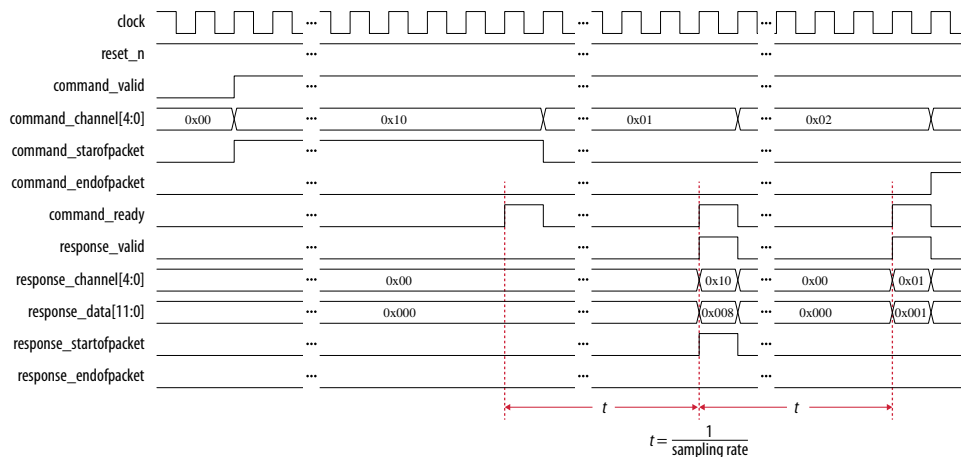 clock
... ... ...
reset_n
... ... ...
command_valid
... ... ...
command_channel[4:0] 0x00 ... 0x10 ... 0x01 ... 0x02
command_starofpacket
... ... ...
command_endofpacket
... ... ...
command_ready
... ... ...
response_valid
... ... ...
response_channel[4:0] ... 0x00 ... 0x10 ... 0x00 0x01
response_data[11:0] ... 0x000 ... 0x008 ... 0x000 0x001
response_startofpacket
... ... ...
response_endofpacket
... ... ...
t t
t = 1
sampling rate